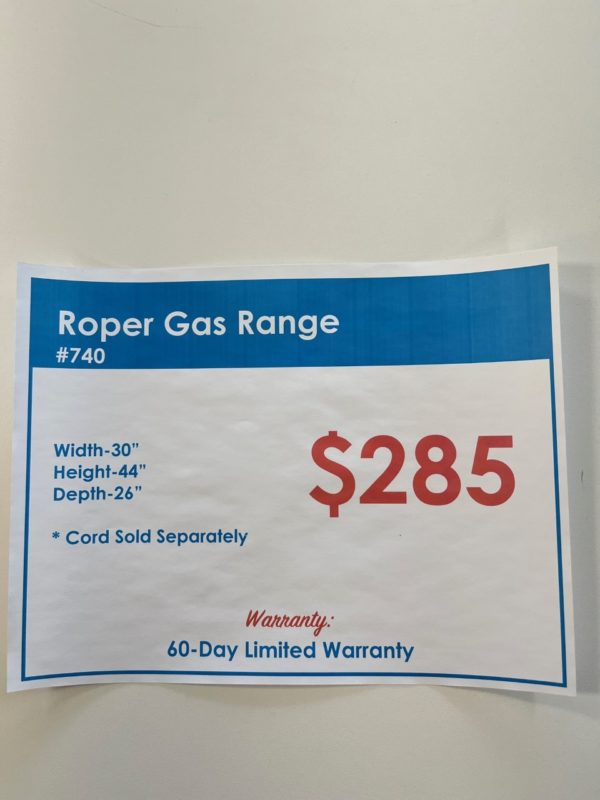 Roper Gas Range
#740
Width-30”
Height-44”
Depth-26”
$285
* Cord Sold Separately
Warranty:
60-Day Limited Warranty